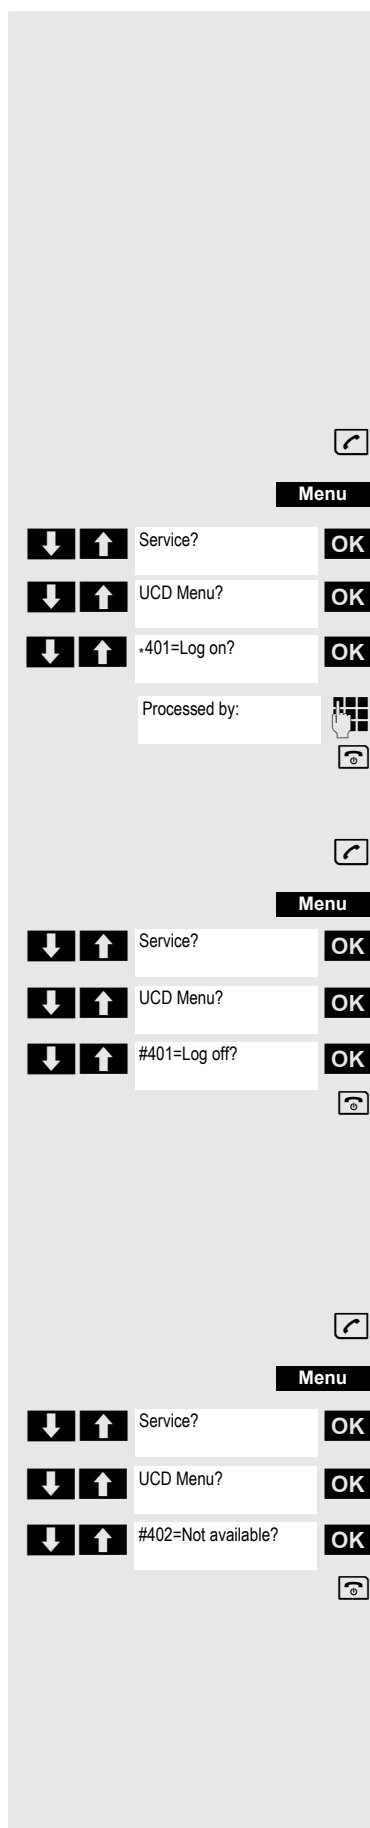 Menu
Service? OK
UCD Menu? OK
*401=Log on? OK
Processed by:
Menu
Service? OK
UCD Menu? OK
#401=Log off? OK
Menu
Service? OK
UCD Menu? OK
#402=Not available? OK